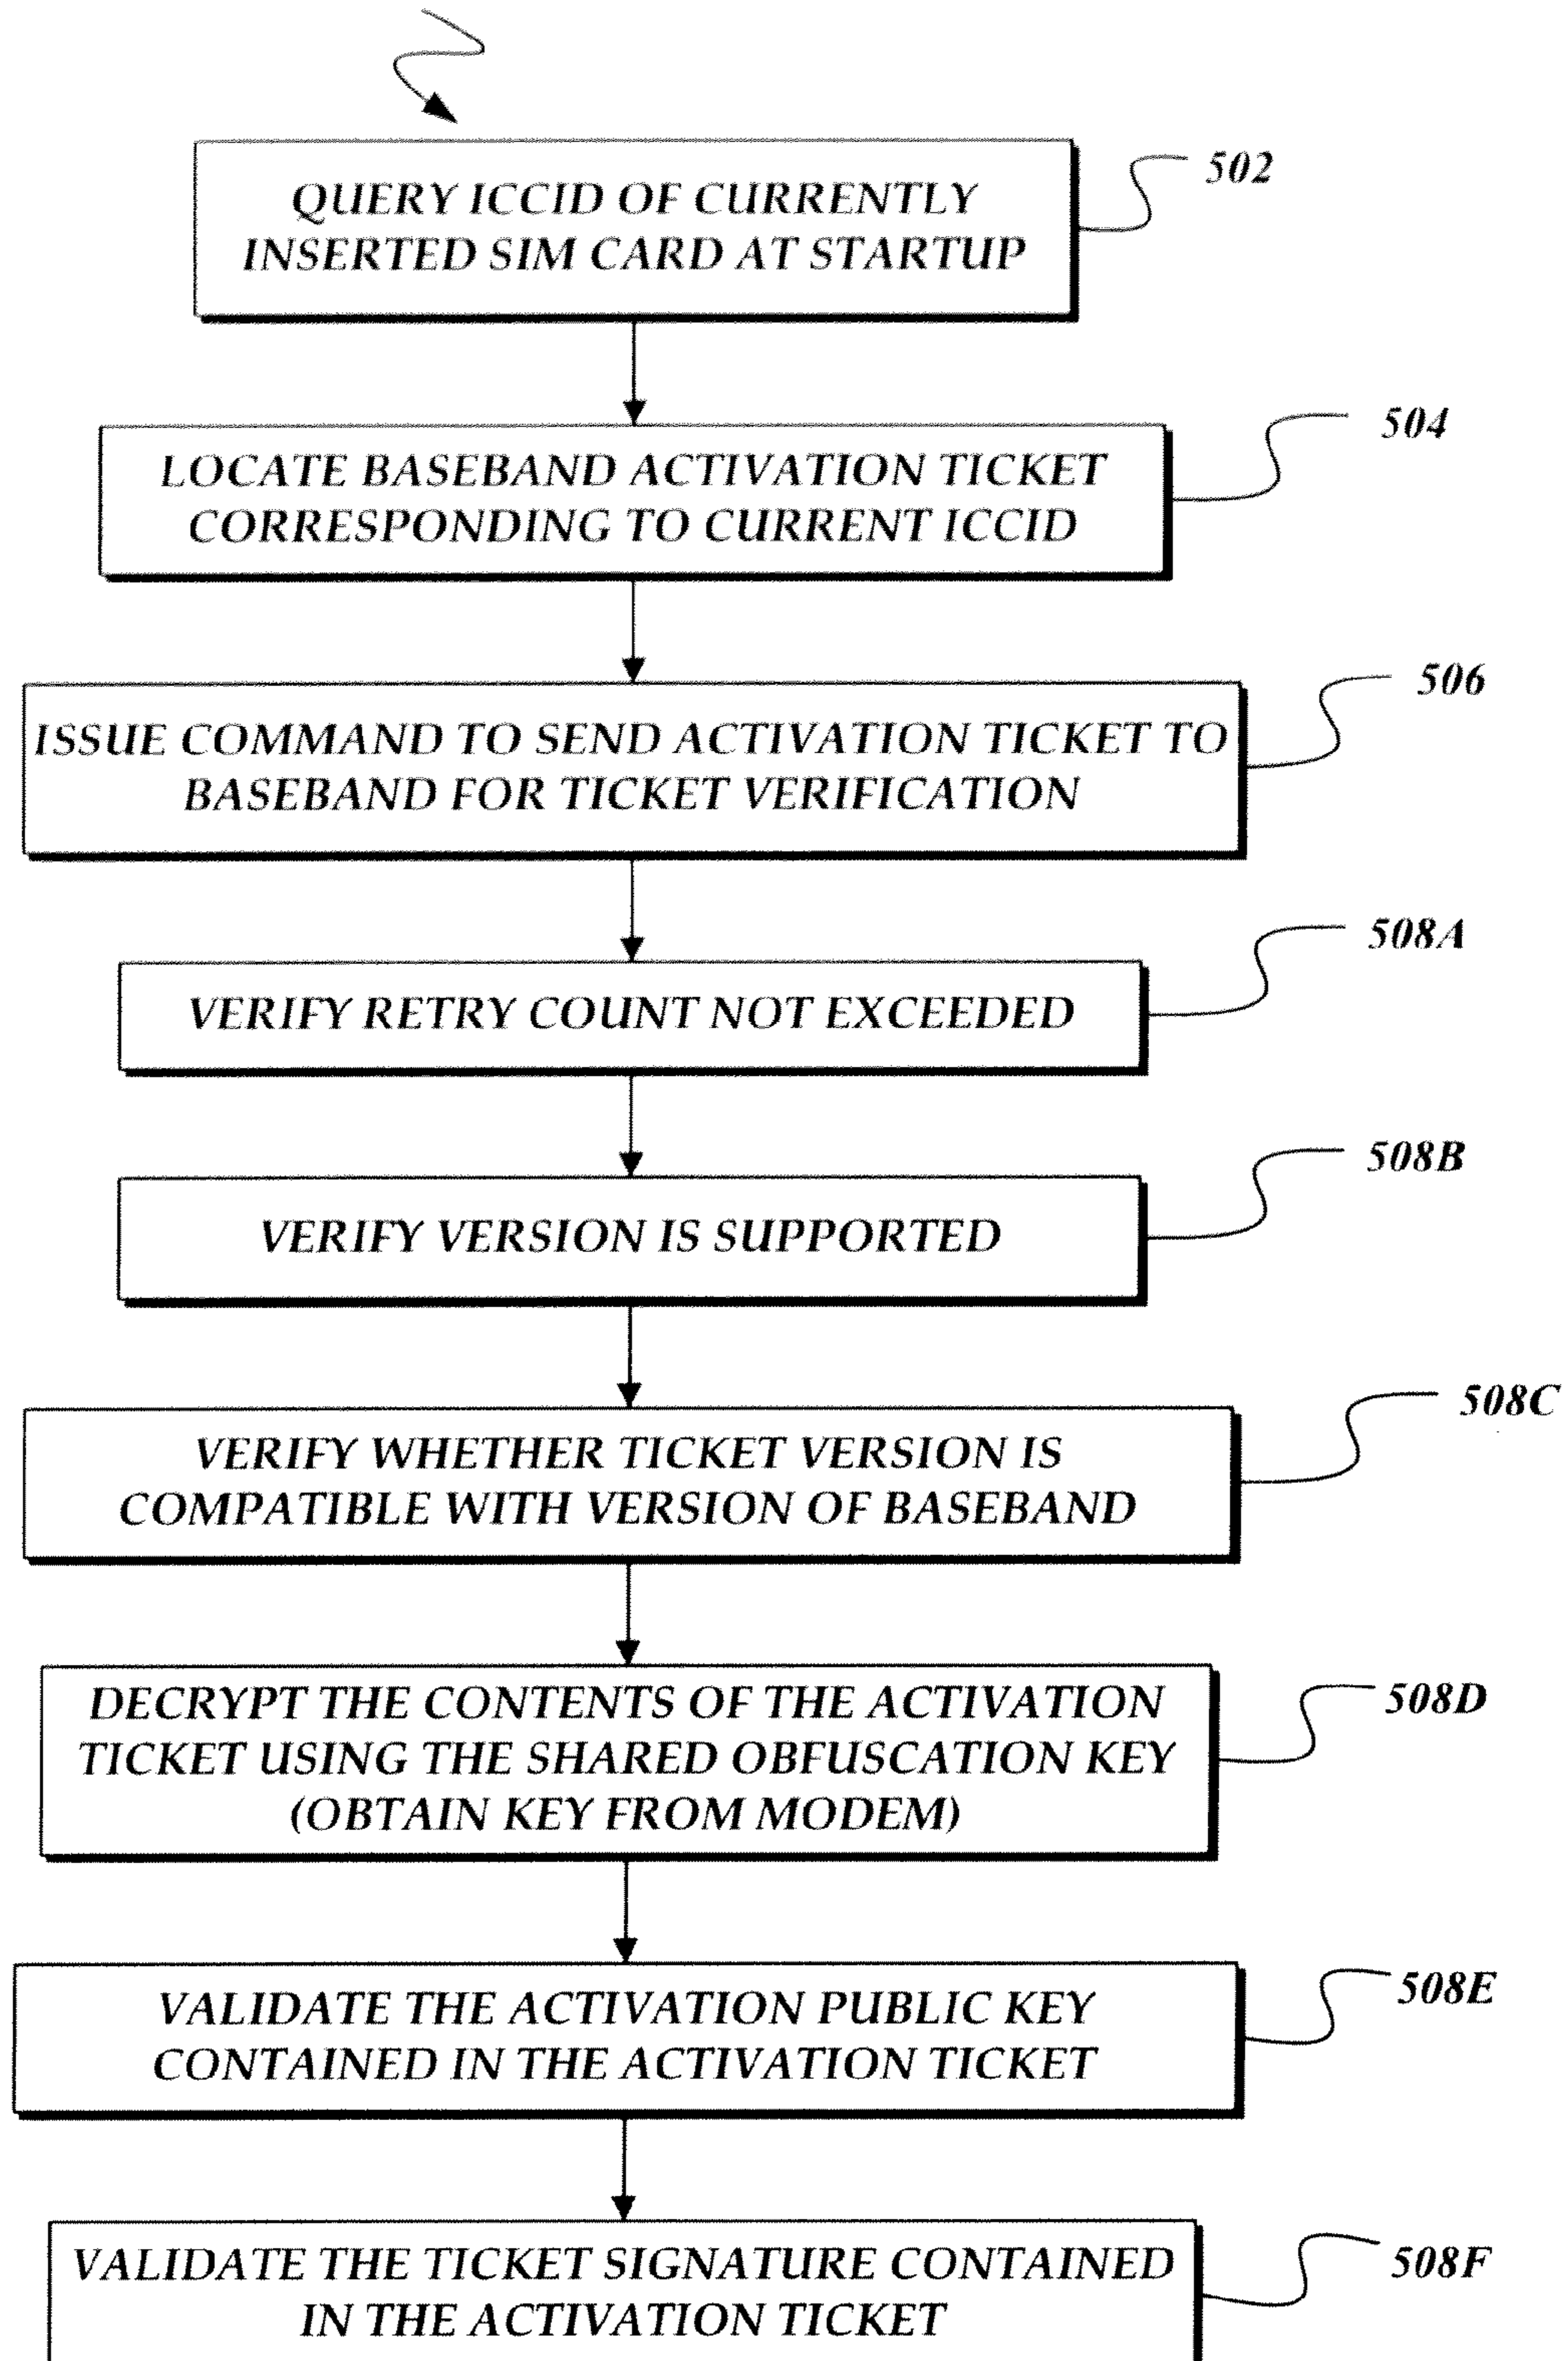 502
QUERY ICCID OF CURRENTLY
INSERTED SIM CARD AT STARTUP
504
LOCATE BASEBAND ACTIVATION TICKET
CORRESPONDING TO CURRENT ICCID
506
ISSUE COMMAND TO SEND ACTIVATION TICKET TO
BASEBAND FOR TICKET VERIFICATION
508A
VERIFY RETRY COUNT NOT EXCEEDED
508B
VERIFY VERSION IS SUPPORTED
508C
VERIFY WHETHER TICKET VERSION IS
COMPATIBLE WITH VERSION OF BASEBAND
508D
DECRYPT THE CONTENTS OF THE ACTIVATION
TICKET USING THE SHARED OBFUSCATION KEY
(OBTAIN KEY FROM MODEM)
508E
VALIDATE THE ACTIVATION PUBLIC KEY
CONTAINED IN THE ACTIVATION TICKET
508F
VALIDATE THE TICKET SIGNATURE CONTAINED
IN THE ACTIVATION TICKET